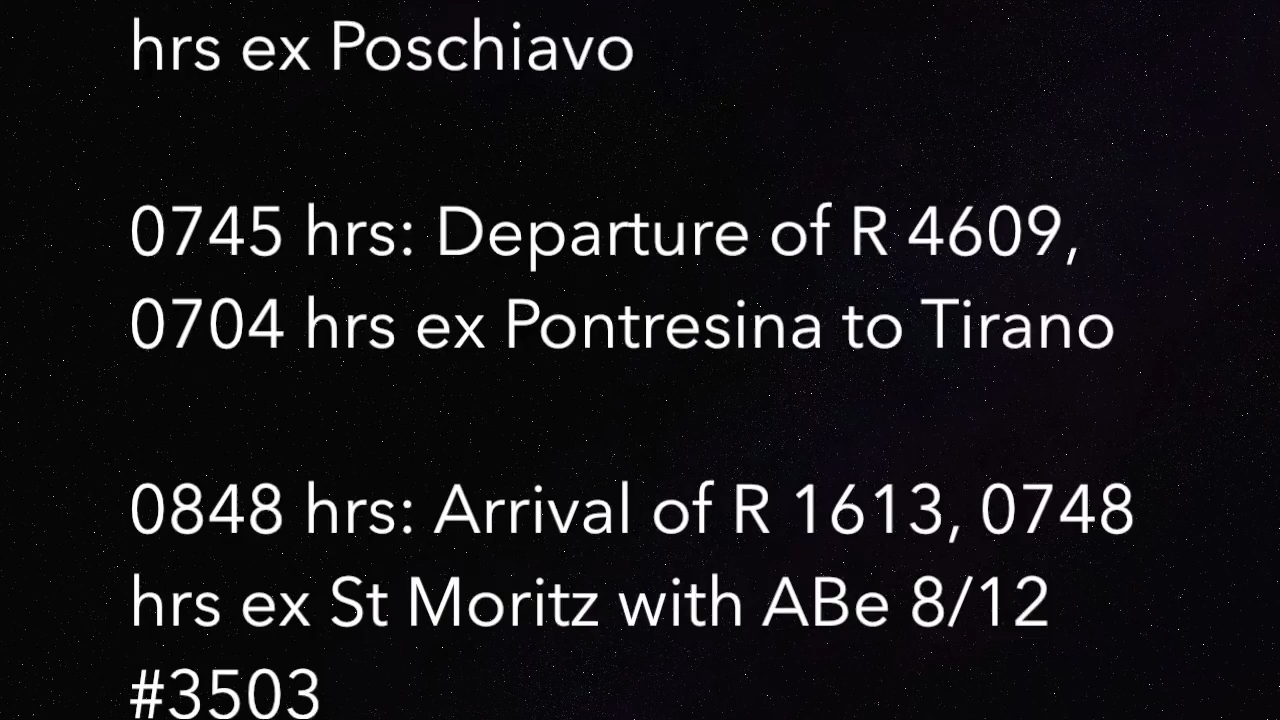 hrs ex Poschiavo
0745 hrs: Departure of R 4609,
0704 hrs ex Pontresina to Tirano
0848 hrs: Arrival of R 1613, 0748
hrs ex St Moritz with ABe 8/12
#3503